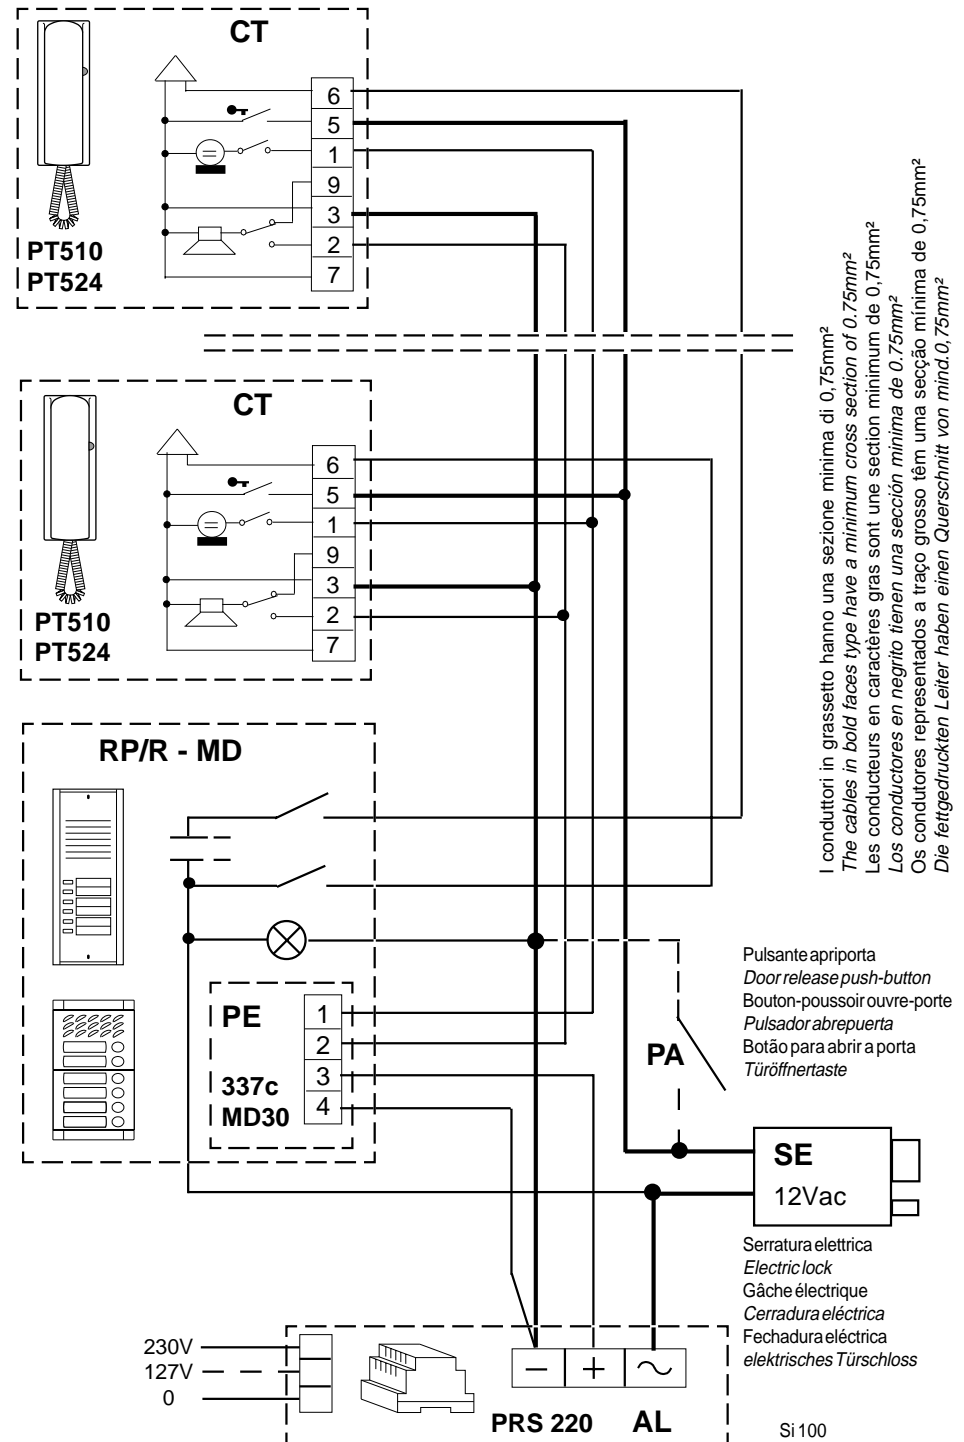 CT
6
5
1
9
3
2
7
PT510
PT524
CT
6
5
1
9
3
2
7
PT510
PT524
I conduttori in grassetto hanno una sezione minima di 0,75mm²
The cables in bold faces type have a minimum cross section of 0.75mm²
Les conducteurs en caractères gras sont une section minimum de 0,75mm²
Los conductores en negrito tienen una sección minima de 0.75mm²
Os condutores representados a traço grosso têm uma secção mínima de 0,75mm²
Die fettgedruckten Leiter haben einen Querschnitt von mind.0,75mm²
RP/R - MD
PE
337c
MD30
1
2
3
4
PA
Pulsante apriporta
Door release push-button
Bouton-poussoir ouvre-porte
Pulsador abrepuerta
Botão para abrir a porta
Türöffnertaste
SE
12Vac
Serratura elettrica
Electric lock
Gâche électrique
Cerradura eléctrica
Fechadura eléctrica
elektrisches Türschloss
230V
127V
0
− + ~
PRS 220 AL
Si 100